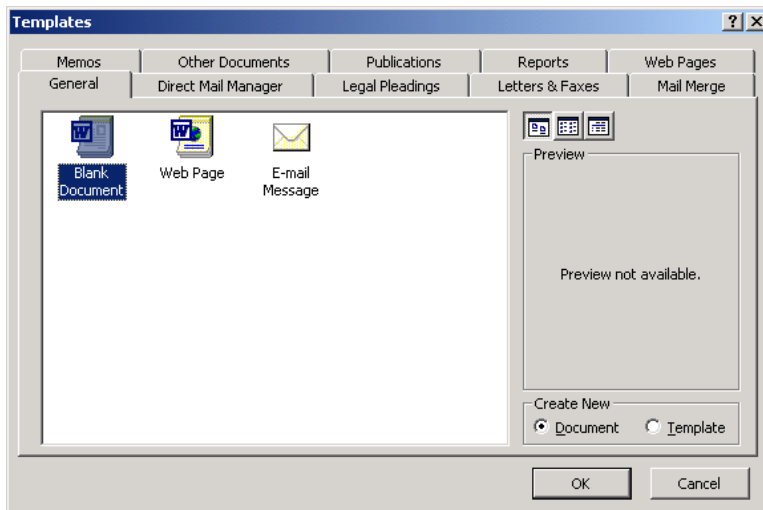 Templates
Memos
Other Documents
Publications
Reports
Web Pages
General
Direct Mail Manager
Legal Pleadings
Letters & Faxes
Mail Merge
Blank
Document
Web Page
E-mail
Message
Preview
Preview not available.
Create New
Document
Template
OK
Cancel